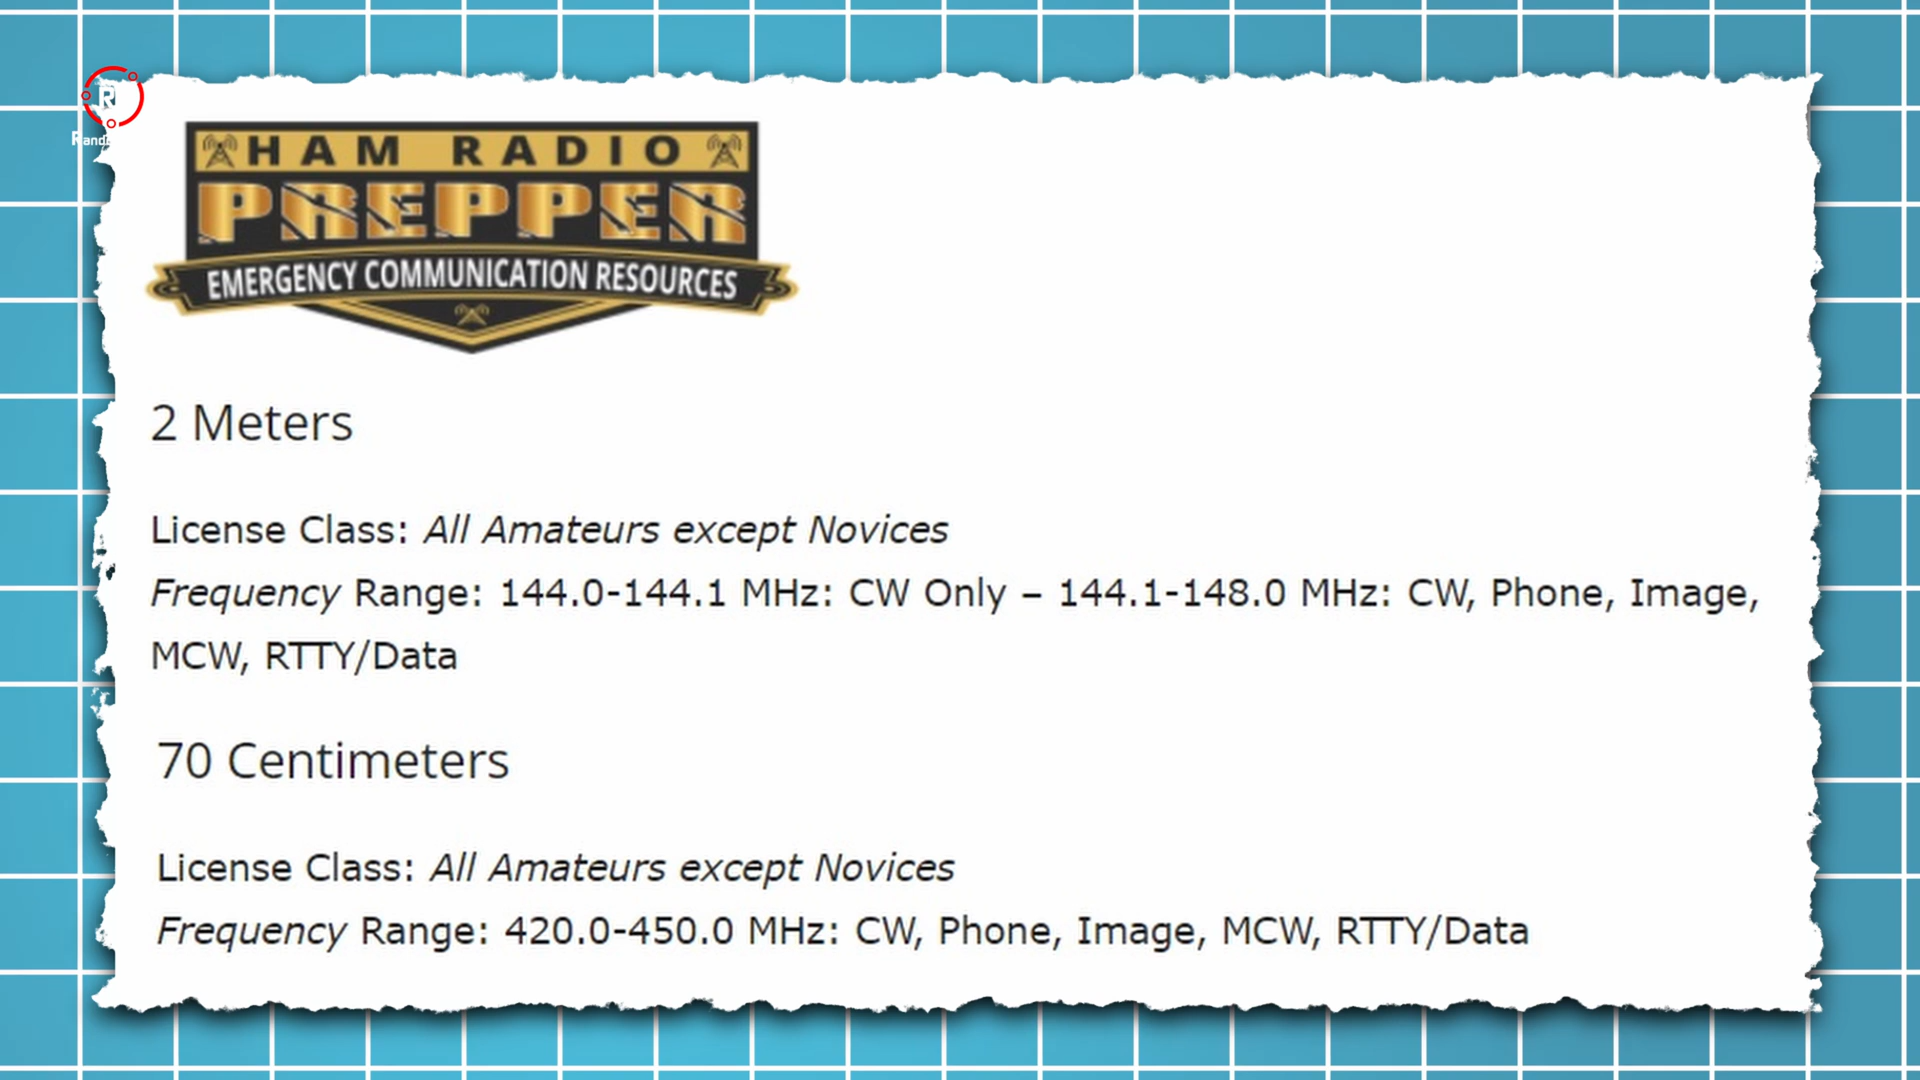 R
HAM RADIO
PREPPER
EMERGENCY COMMUNICATION RESOURCES
2 Meters
License Class: All Amateurs except Novices
Frequency Range: 144.0-144.1 MHz: CW Only – 144.1-148.0 MHz: CW, Phone, Image,
MCW, RTTY/Data
70 Centimeters
License Class: All Amateurs except Novices
Frequency Range: 420.0-450.0 MHz: CW, Phone, Image, MCW, RTTY/Data